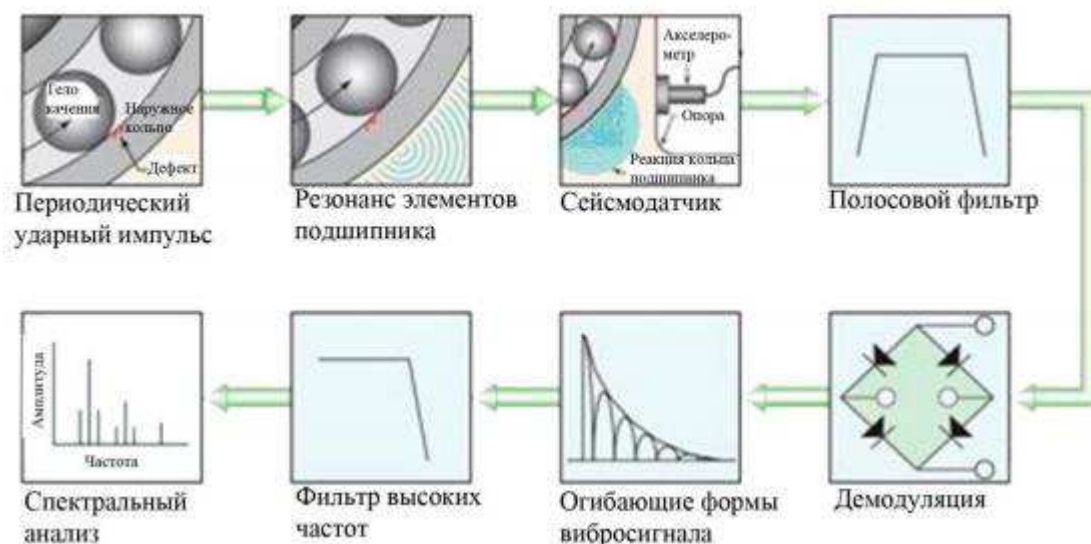 Тело
качения
Наружное
кольцо
Дефект
Периодический
ударный импульс
Резонанс элементов
подшипника
Акселеро-
метр
Опора
Реакция кольца
подшипника
Сейсмодатчик
Полосовой фильтр
Амплитуда
Частота
Спектральный
анализ
Фильтр высоких
частот
Огибающие формы
вибросигнала
Демодуляция